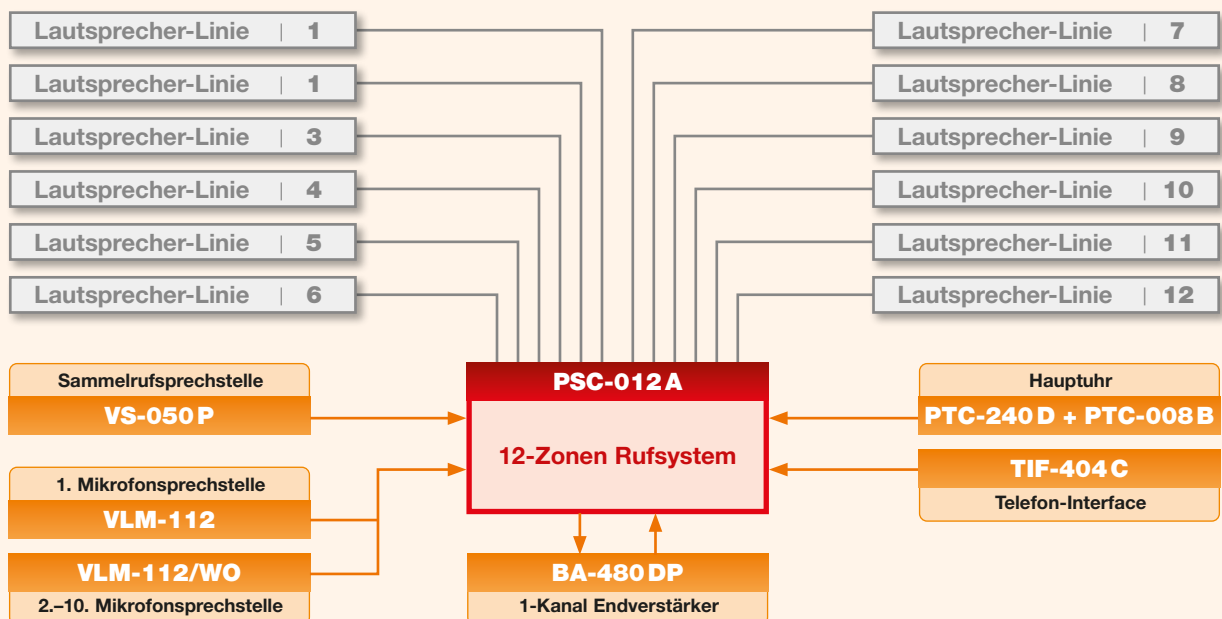 Lautsprecher-Linie | 1
Lautsprecher-Linie | 1
Lautsprecher-Linie | 3
Lautsprecher-Linie | 4
Lautsprecher-Linie | 5
Lautsprecher-Linie | 6
Lautsprecher-Linie | 7
Lautsprecher-Linie | 8
Lautsprecher-Linie | 9
Lautsprecher-Linie | 10
Lautsprecher-Linie | 11
Lautsprecher-Linie | 12
Sammelrufsprechstelle
VS-050 P
1. Mikrofonsprechstelle
VLM-112
VLM-112/WO
2.–10. Mikrofonsprechstelle
PSC-012 A
12-Zonen Rufsystem
BA-480 DP
1-Kanal Endverstärker
Hauptuhr
PTC-240 D + PTC-008 B
TIF-404 C
Telefon-Interface